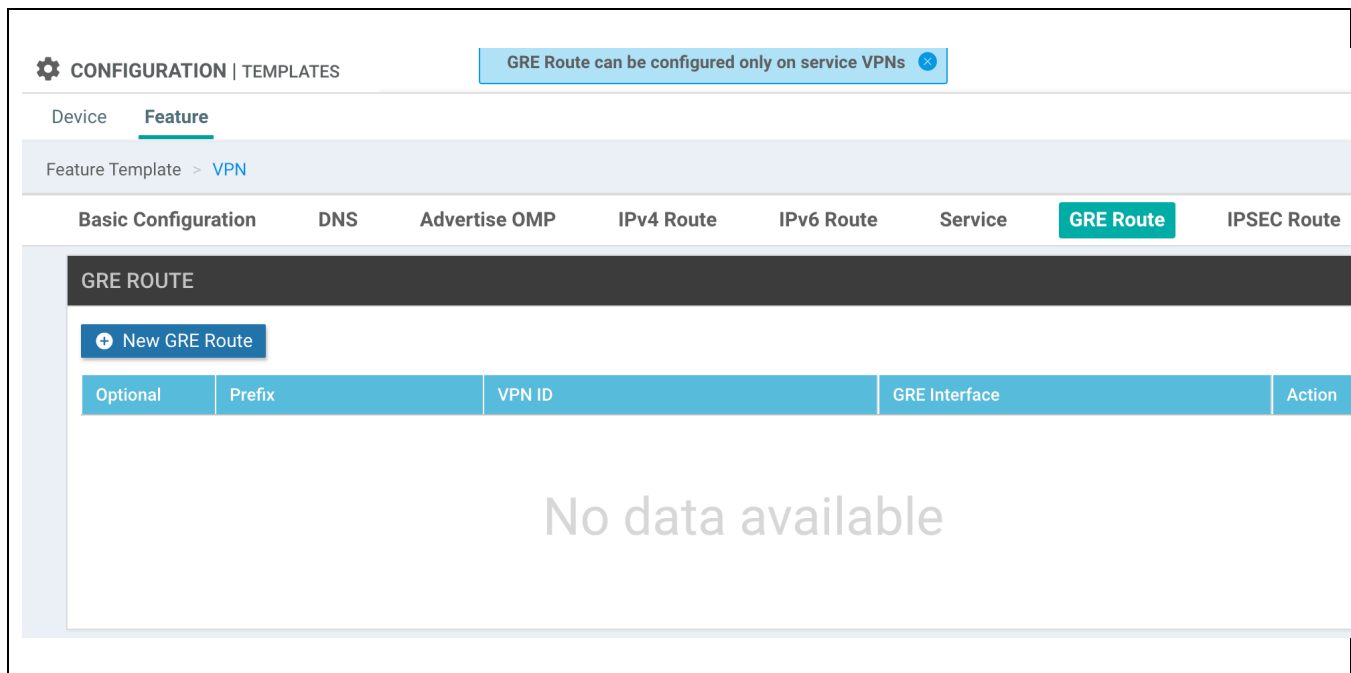 GRE Route can be configured only on service VPNs
CONFIGURATION | TEMPLATES
Device Feature
Feature Template > VPN
Basic Configuration DNS Advertise OMP IPv4 Route IPv6 Route Service GRE Route IPSEC Route
GRE ROUTE
New GRE Route
Optional Prefix VPN ID GRE Interface Action
No data available